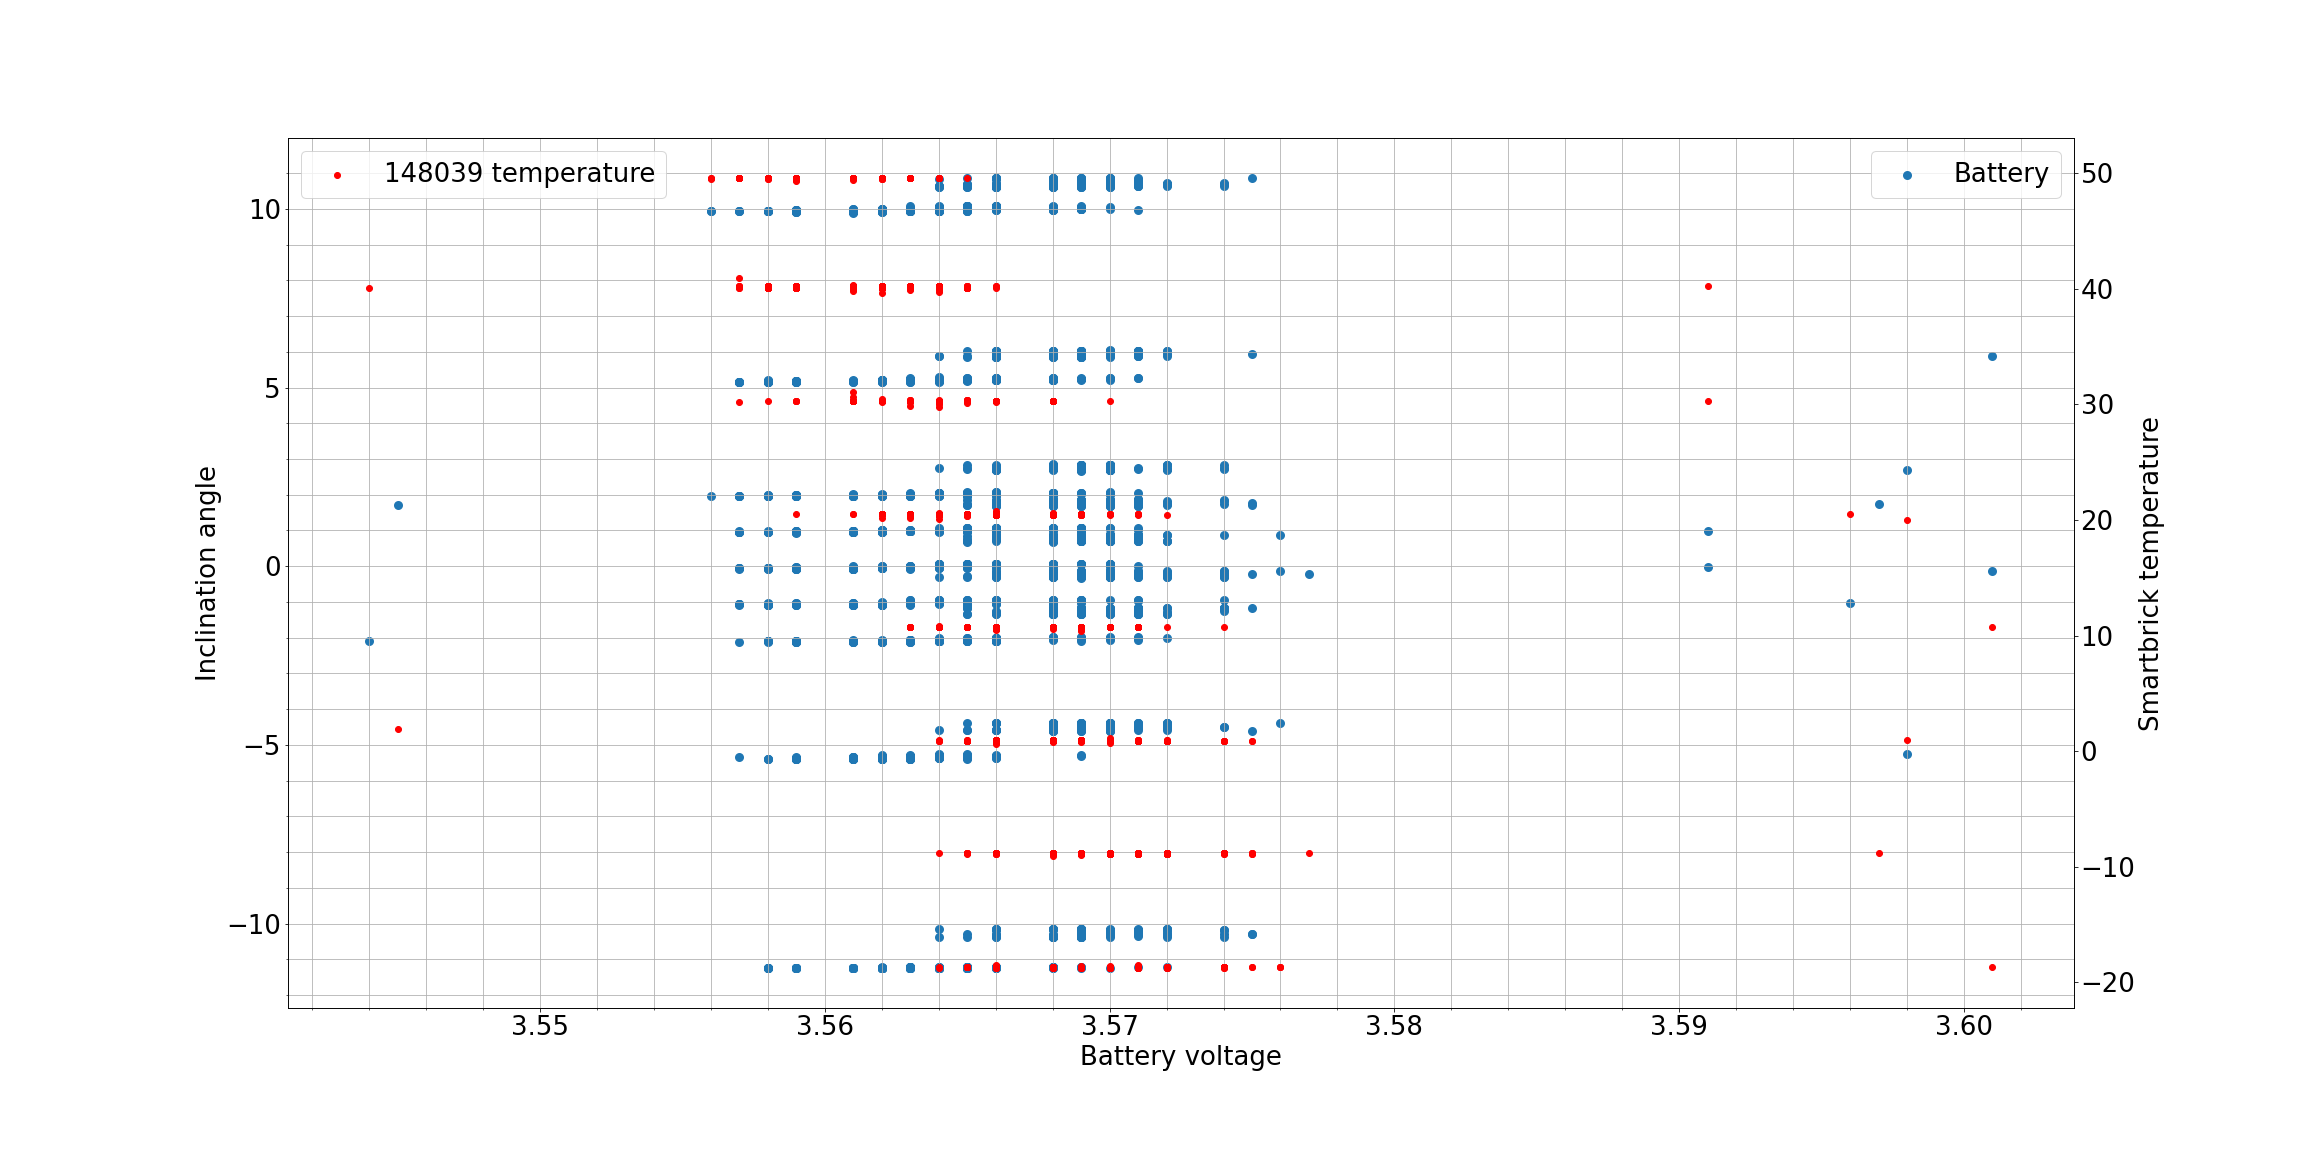 148039 temperature
Battery
10
5
0
−5
−10
Inclination angle
50
40
30
20
10
0
−10
−20
Smartbrick temperature
3.55 3.56 3.57 3.58 3.59 3.60
Battery voltage